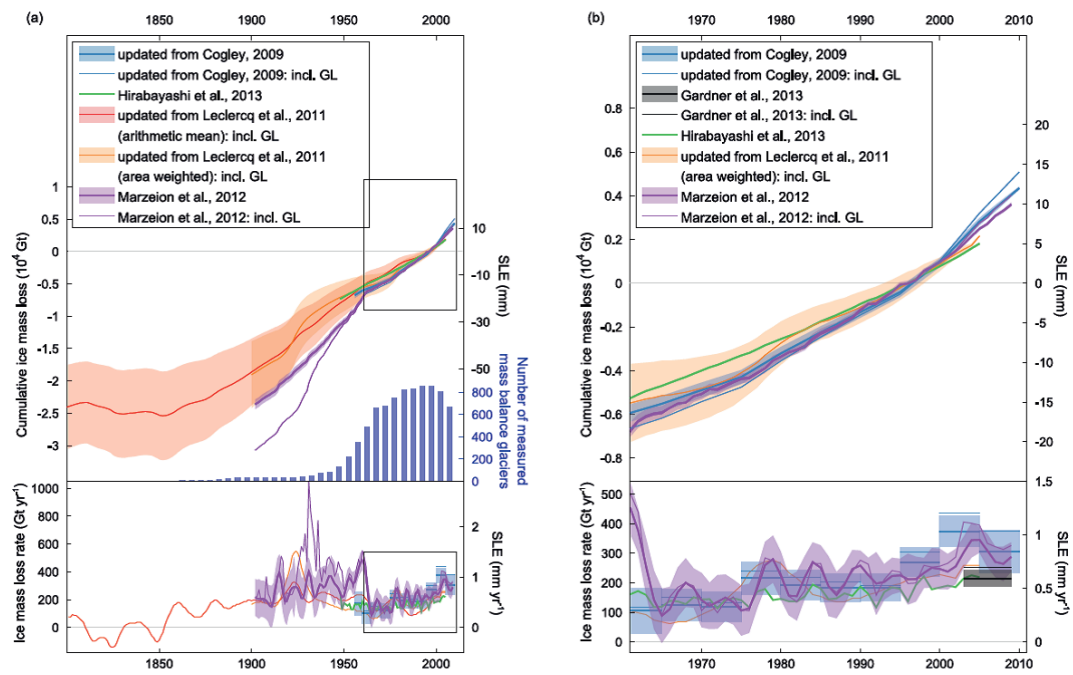 (a)
1850 1900 1950 2000
updated from Cogley, 2009
updated from Cogley, 2009: incl. GL
Hirabayashi et al., 2013
updated from Leclercq et al., 2011
(arithmetic mean): incl. GL
updated from Leclercq et al., 2011
(area weighted): incl. GL
Marzeion et al., 2012
Marzeion et al., 2012: incl. GL
Cumulative ice mass loss (10⁴ Gt)
1
0.5
0
-0.5
-1
-1.5
-2
-2.5
-3
SLE (mm)
10
-10
-30
-50
Number of measured
mass balance glaciers
800
600
400
200
0
Ice mass loss rate (Gt yr⁻¹)
1000
800
600
400
200
0
SLE (mm yr⁻¹)
2
1
0
1850 1900 1950 2000
(b)
1970 1980 1990 2000 2010
updated from Cogley, 2009
updated from Cogley, 2009: incl. GL
Gardner et al., 2013
Gardner et al., 2013: incl. GL
Hirabayashi et al., 2013
updated from Leclercq et al., 2011
(area weighted): incl. GL
Marzeion et al., 2012
Marzeion et al., 2012: incl. GL
Cumulative ice mass loss (10⁴ Gt)
0.8
0.6
0.4
0.2
0
-0.2
-0.4
-0.6
-0.8
SLE (mm)
20
15
10
5
0
-5
-10
-15
-20
Ice mass loss rate (Gt yr⁻¹)
500
400
300
200
100
0
SLE (mm yr⁻¹)
1.5
1
0.5
0
1970 1980 1990 2000 2010